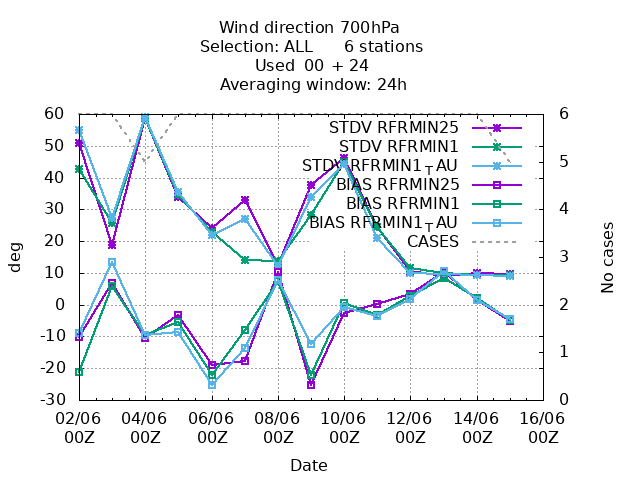 Wind direction 700hPa
Selection: ALL 6 stations
Used 00 + 24
Averaging window: 24h
60
50
40
30
20
10
0
-10
-20
-30
deg
6
5
4
3
2
1
0
No cases
STDV RFRMIN25
STDV RFRMIN1
STDV RFRMIN1_TAU
BIAS RFRMIN25
BIAS RFRMIN1
BIAS RFRMIN1_TAU
CASES
02/06 04/06 06/06 08/06 10/06 12/06 14/06 16/06
00Z 00Z 00Z 00Z 00Z 00Z 00Z 00Z
Date